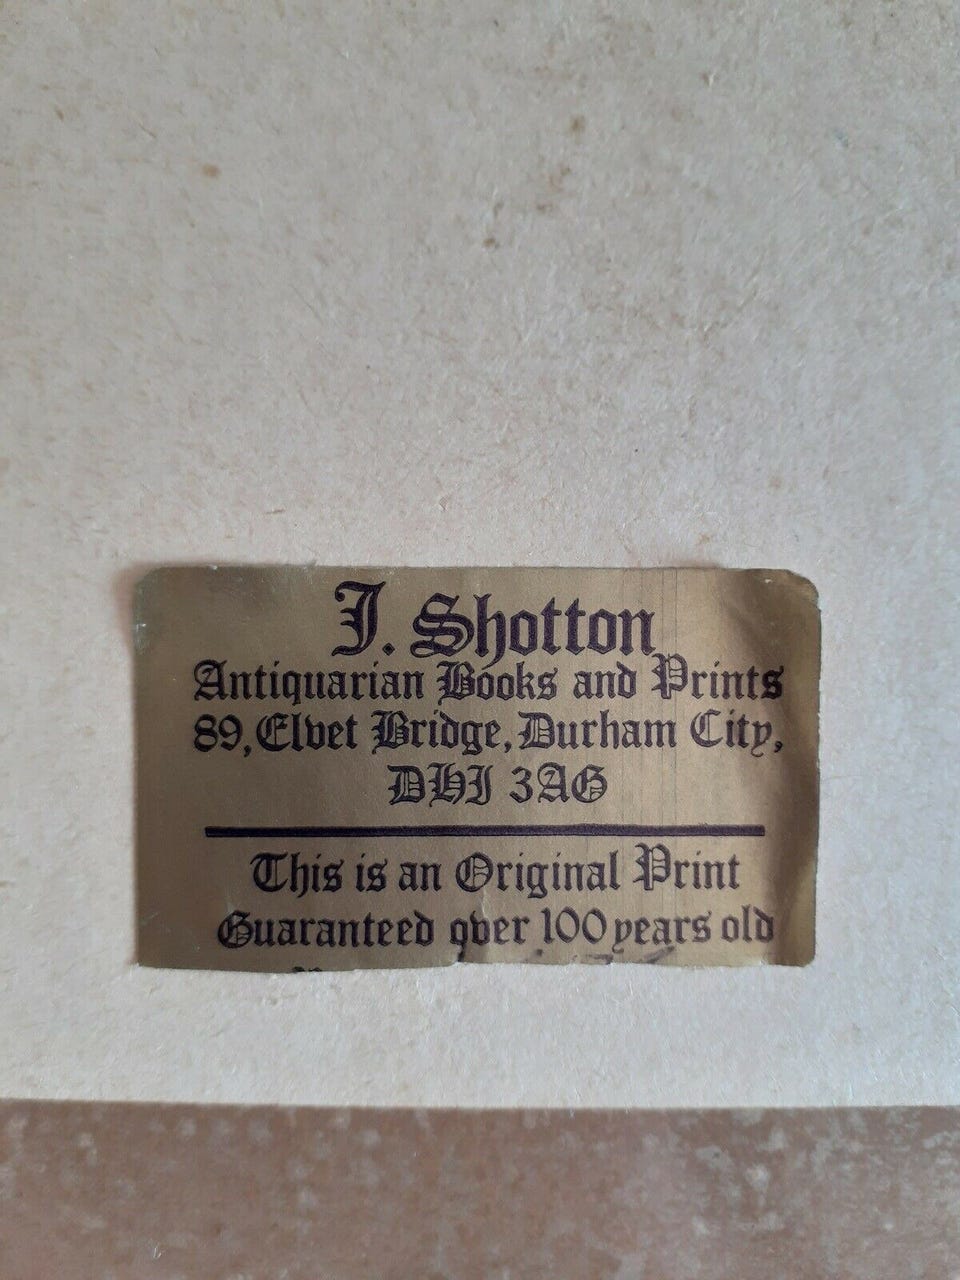 J. Shotton
Antiquarian Books and Prints
89, Elvet Bridge, Durham City,
DHI 3AG
This is an Original Print
Guaranteed over 100 years old